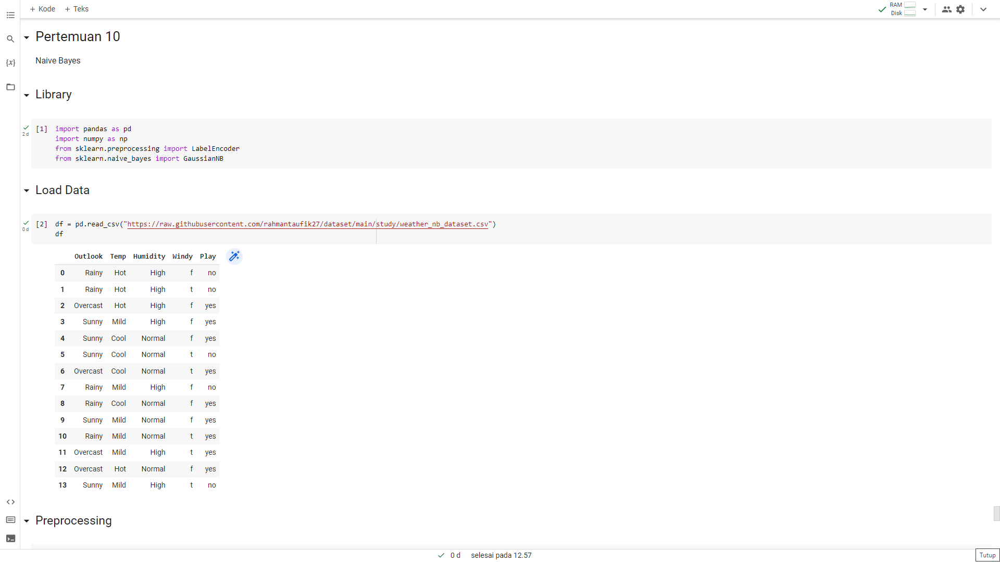 + Kode + Teks
RAM
Disk
Pertemuan 10
Naive Bayes
{x}
Library
2 d
[1] import pandas as pd
import numpy as np
from sklearn.preprocessing import LabelEncoder
from sklearn.naive_bayes import GaussianNB
Load Data
0 d
[2] df = pd.read_csv("https://raw.githubusercontent.com/rahmantaufik27/dataset/main/study/weather_nb_dataset.csv")
df
Outlook Temp Humidity Windy Play
0 Rainy Hot High f no
1 Rainy Hot High t no
2 Overcast Hot High f yes
3 Sunny Mild High f yes
4 Sunny Cool Normal f yes
5 Sunny Cool Normal t no
6 Overcast Cool Normal t yes
7 Rainy Mild High f no
8 Rainy Cool Normal f yes
9 Sunny Mild Normal f yes
10 Rainy Mild Normal t yes
11 Overcast Mild High t yes
12 Overcast Hot Normal f yes
13 Sunny Mild High t no
Preprocessing
0 d selesai pada 12.57
Tutup